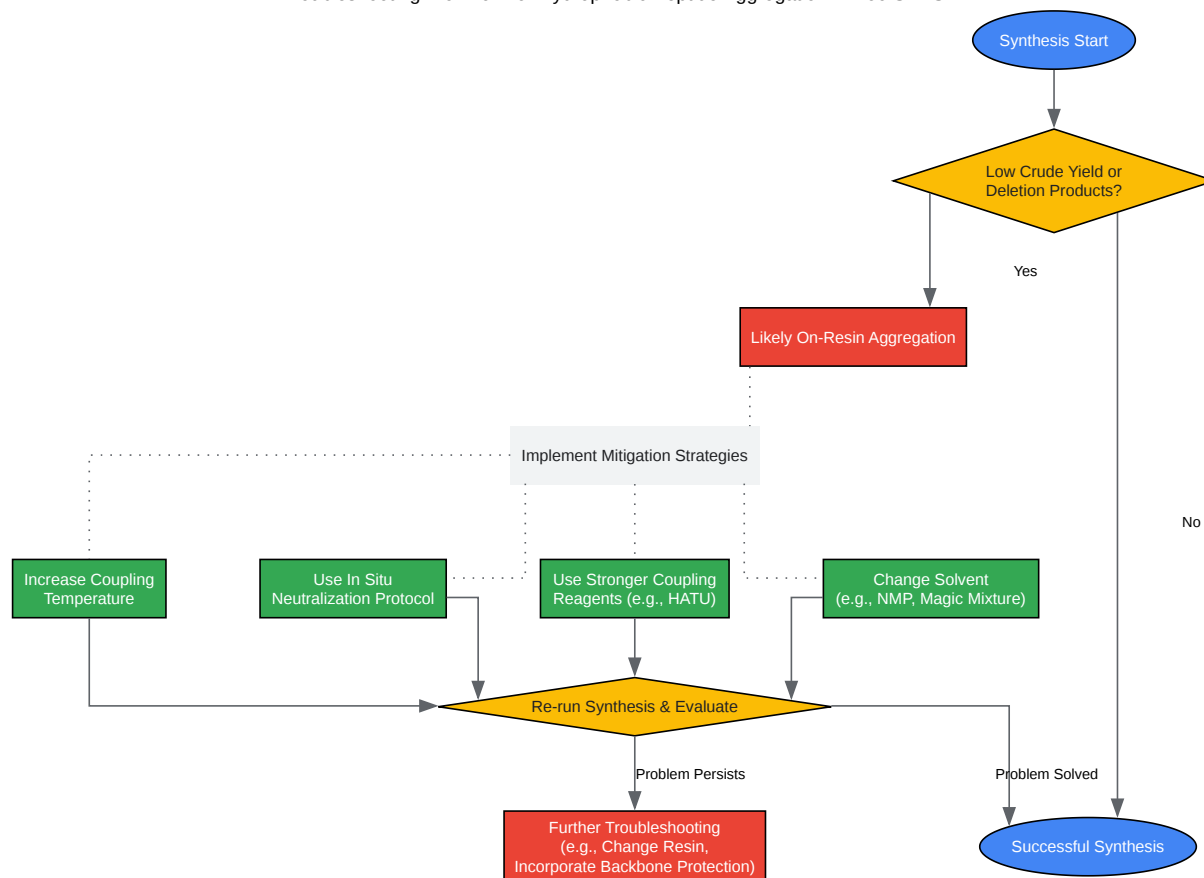 Synthesis Start
Low Crude Yield or
Deletion Products?
Yes
Likely On-Resin Aggregation
Implement Mitigation Strategies
No
Increase Coupling
Temperature
Use In Situ
Neutralization Protocol
Use Stronger Coupling
Reagents (e.g., HATU)
Change Solvent
(e.g., NMP, Magic Mixture)
Re-run Synthesis & Evaluate
Problem Persists
Problem Solved
Further Troubleshooting
(e.g., Change Resin,
Incorporate Backbone Protection)
Successful Synthesis